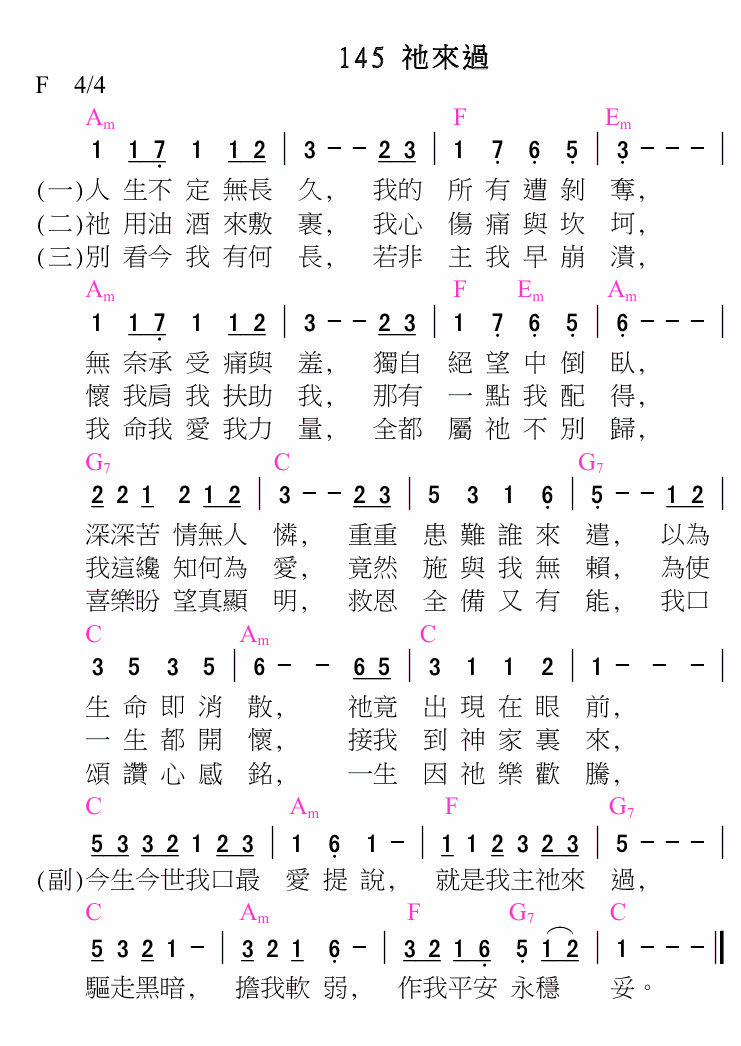 145 祂來過
F 4/4
Am F Em
1 1 7 1 1 2 | 3 - - 2 3 | 1 7 6 5 | 3 - - - |
(一)人 生不 定 無長 久， 我的 所 有 遭 剝 奪，
(二)祂 用油 酒 來敷 裹， 我心 傷 痛 與 坎 坷，
(三)別 看今 我 有何 長， 若非 主 我 早 崩 潰，
Am F Em Am
1 1 7 1 1 2 | 3 - - 2 3 | 1 7 6 5 | 6 - - - |
無 奈承 受 痛與 羞， 獨自 絕 望 中 倒 臥，
懷 我肩 我 扶助 我， 那有 一 點 我 配 得，
我 命我 愛 我力 量， 全都 屬 祂 不 別 歸，
G7 C G7
2 2 1 2 1 2 | 3 - - 2 3 | 5 3 1 6 | 5 - - 1 2 |
深深苦 情無人 憐， 重重 患 難 誰 來 遣， 以為
我這纔 知何為 愛， 竟然 施 與 我 無 賴， 為使
喜樂盼 望真顯 明， 救恩 全 備 又 有 能， 我口
C Am C
3 5 3 5 | 6 - - 6 5 | 3 1 1 2 | 1 - - |
生 命 即 消 散， 祂竟 出 現 在 眼 前，
一 生 都 開 懷， 接我 到 神 家 裏 來，
頌 讚 心 感 銘， 一生 因 祂 樂 歡 騰，
C Am F G7
5 3 3 2 1 2 3 | 1 6 1 - | 1 1 2 3 2 3 | 5 - - - |
(副)今生今世我口最 愛 提 說， 就是我主祂來 過，
C Am F G7 C
5 3 2 1 - | 3 2 1 6 - | 3 2 1 6 5 1 2 | 1 - - - ||
驅走黑暗， 擔我軟 弱， 作我平安 永穩 妥。